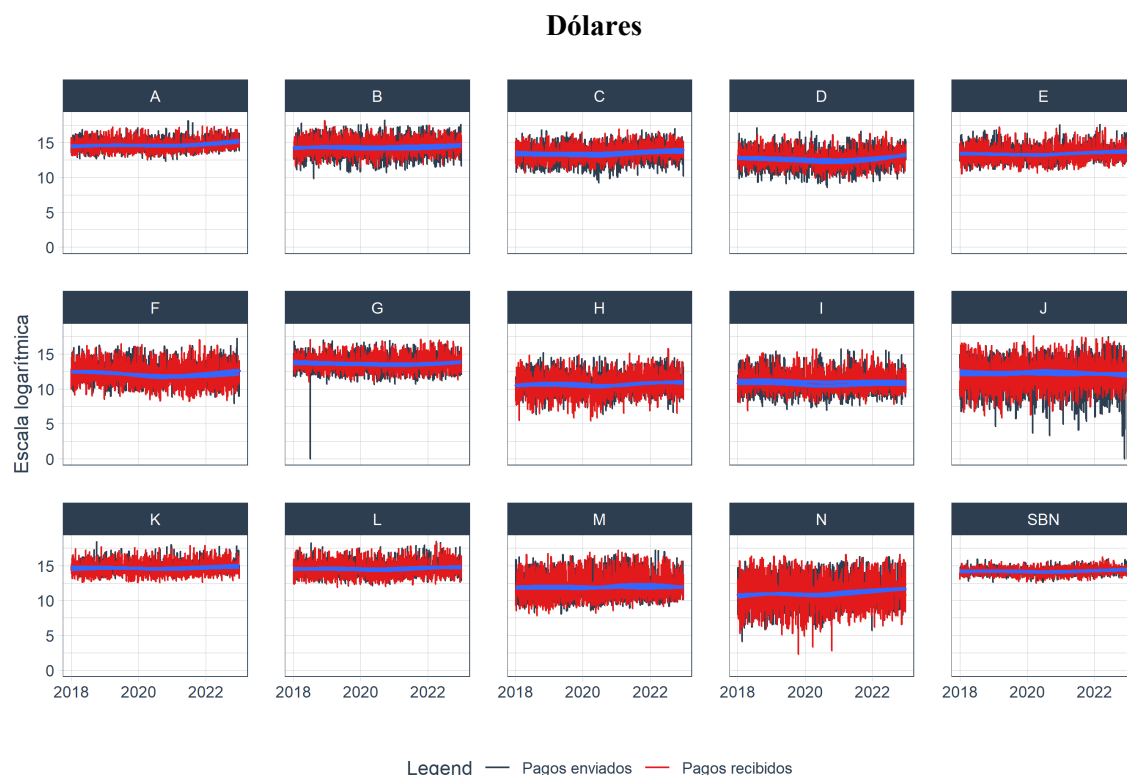 Dólares
A B C D E
15
10
5
0
F G H I J
15
10
5
0
Escala logarítmica
K L M N SBN
15
10
5
0
2018 2020 2022 2018 2020 2022 2018 2020 2022 2018 2020 2022 2018 2020 2022
Legend Pagos enviados Pagos recibidos